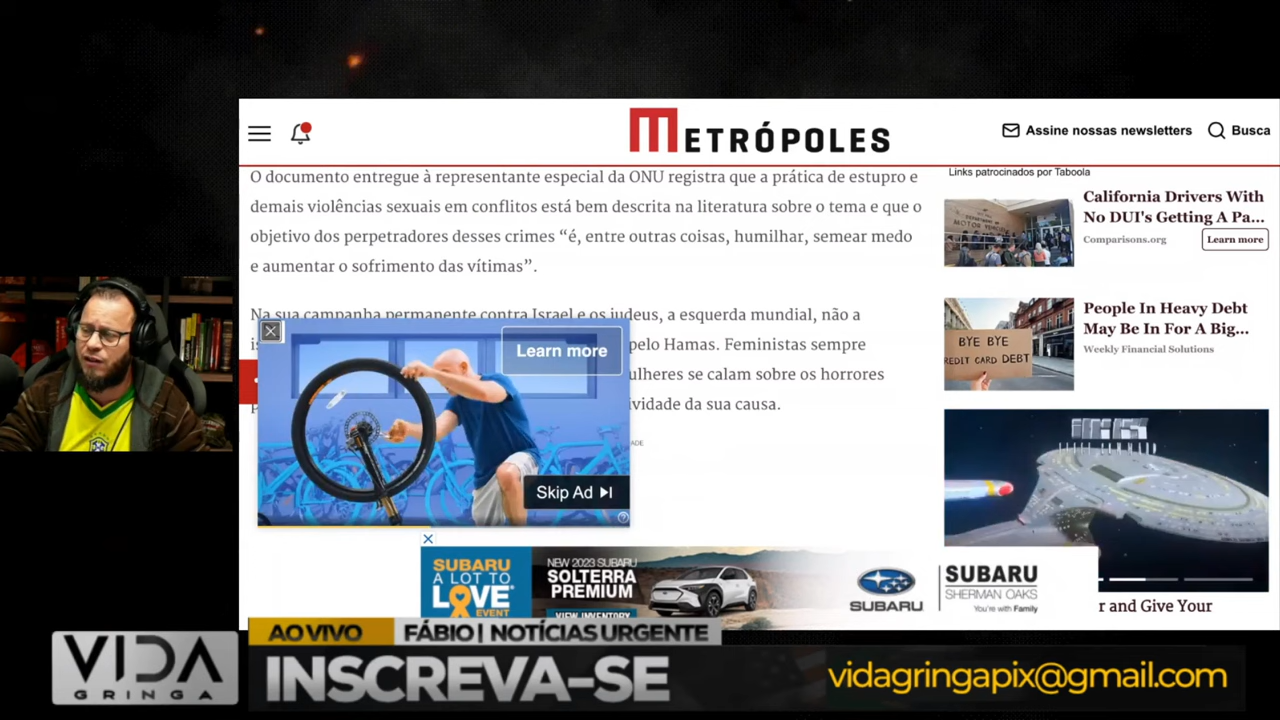 METRÓPOLES
Assine nossas newsletters
Busca
O documento entregue à representante especial da ONU registra que a prática de estupro e
demais violências sexuais em conflitos está bem descrita na literatura sobre o tema e que o
objetivo dos perpetradores desses crimes “é, entre outras coisas, humilhar, semear medo
e aumentar o sofrimento das vítimas”.
Na sua campanha permanente contra Israel e os judeus, a esquerda mundial, não a
pelo Hamas. Feministas sempre
se calam sobre os horrores
da sua causa.
Learn more
Skip Ad
Links patrocinados por Taboola
California Drivers With
No DUI's Getting A Pa...
Comparisons.org
Learn more
People In Heavy Debt
May Be In For A Big...
Weekly Financial Solutions
BYE BYE
CREDIT CARD DEBT
r and Give Your
SUBARU
A LOT TO
LOVE
EVENT
NEW 2023 SUBARU
SOLTERRA
PREMIUM
VIEW INVENTORY
SUBARU
SUBARU
SHERMAN OAKS
You're with Family
AO VIVO
FÁBIO | NOTÍCIAS URGENTE
VIDA
GRINGA
INSCREVA-SE
vidagringapix@gmail.com